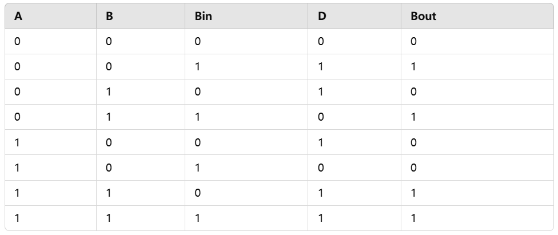 A B Bin D Bout
0 0 0 0 0
0 0 1 1 1
0 1 0 1 0
0 1 1 0 1
1 0 0 1 0
1 0 1 0 0
1 1 0 1 1
1 1 1 1 1